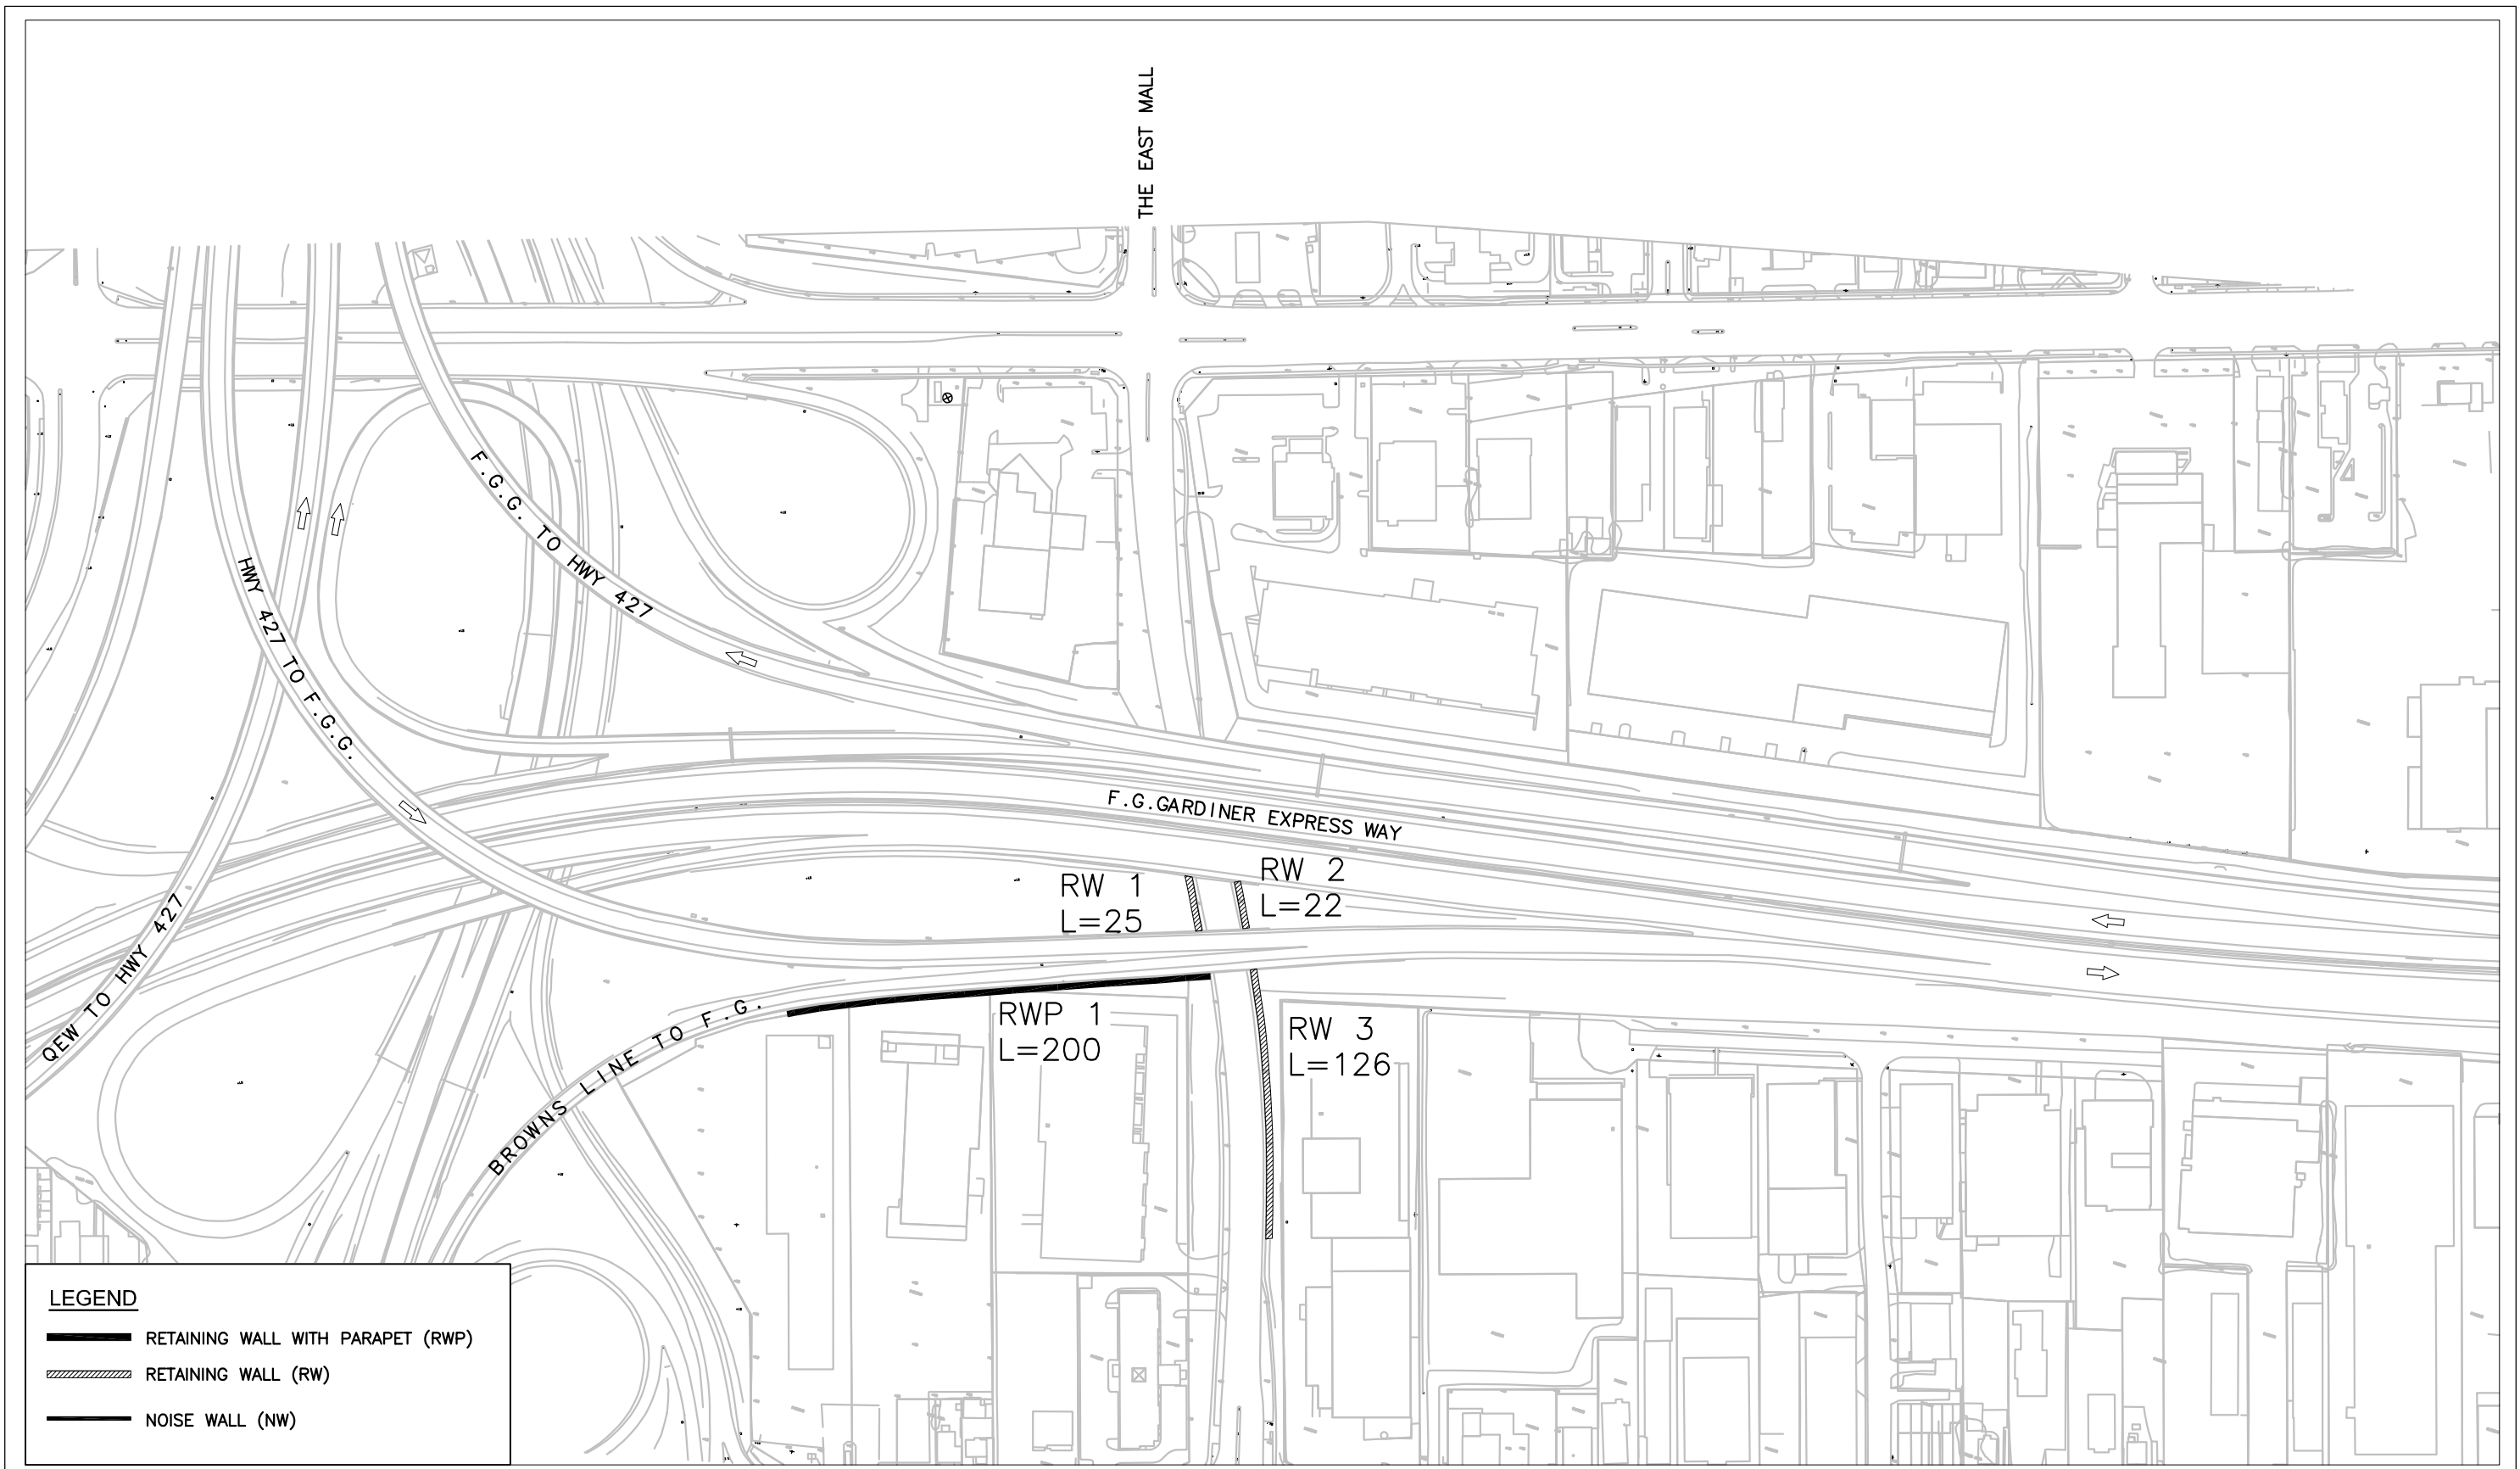 THE EAST MALL
F.G.G. TO HWY 427
HWY 427 TO F.G.G.
F.G.GARDINER EXPRESS WAY
RW 1
L=25
RW 2
L=22
QEW TO HWY 427
BROWNS LINE TO F.G.
RWP 1
L=200
RW 3
L=126
LEGEND
RETAINING WALL WITH PARAPET (RWP)
RETAINING WALL (RW)
NOISE WALL (NW)